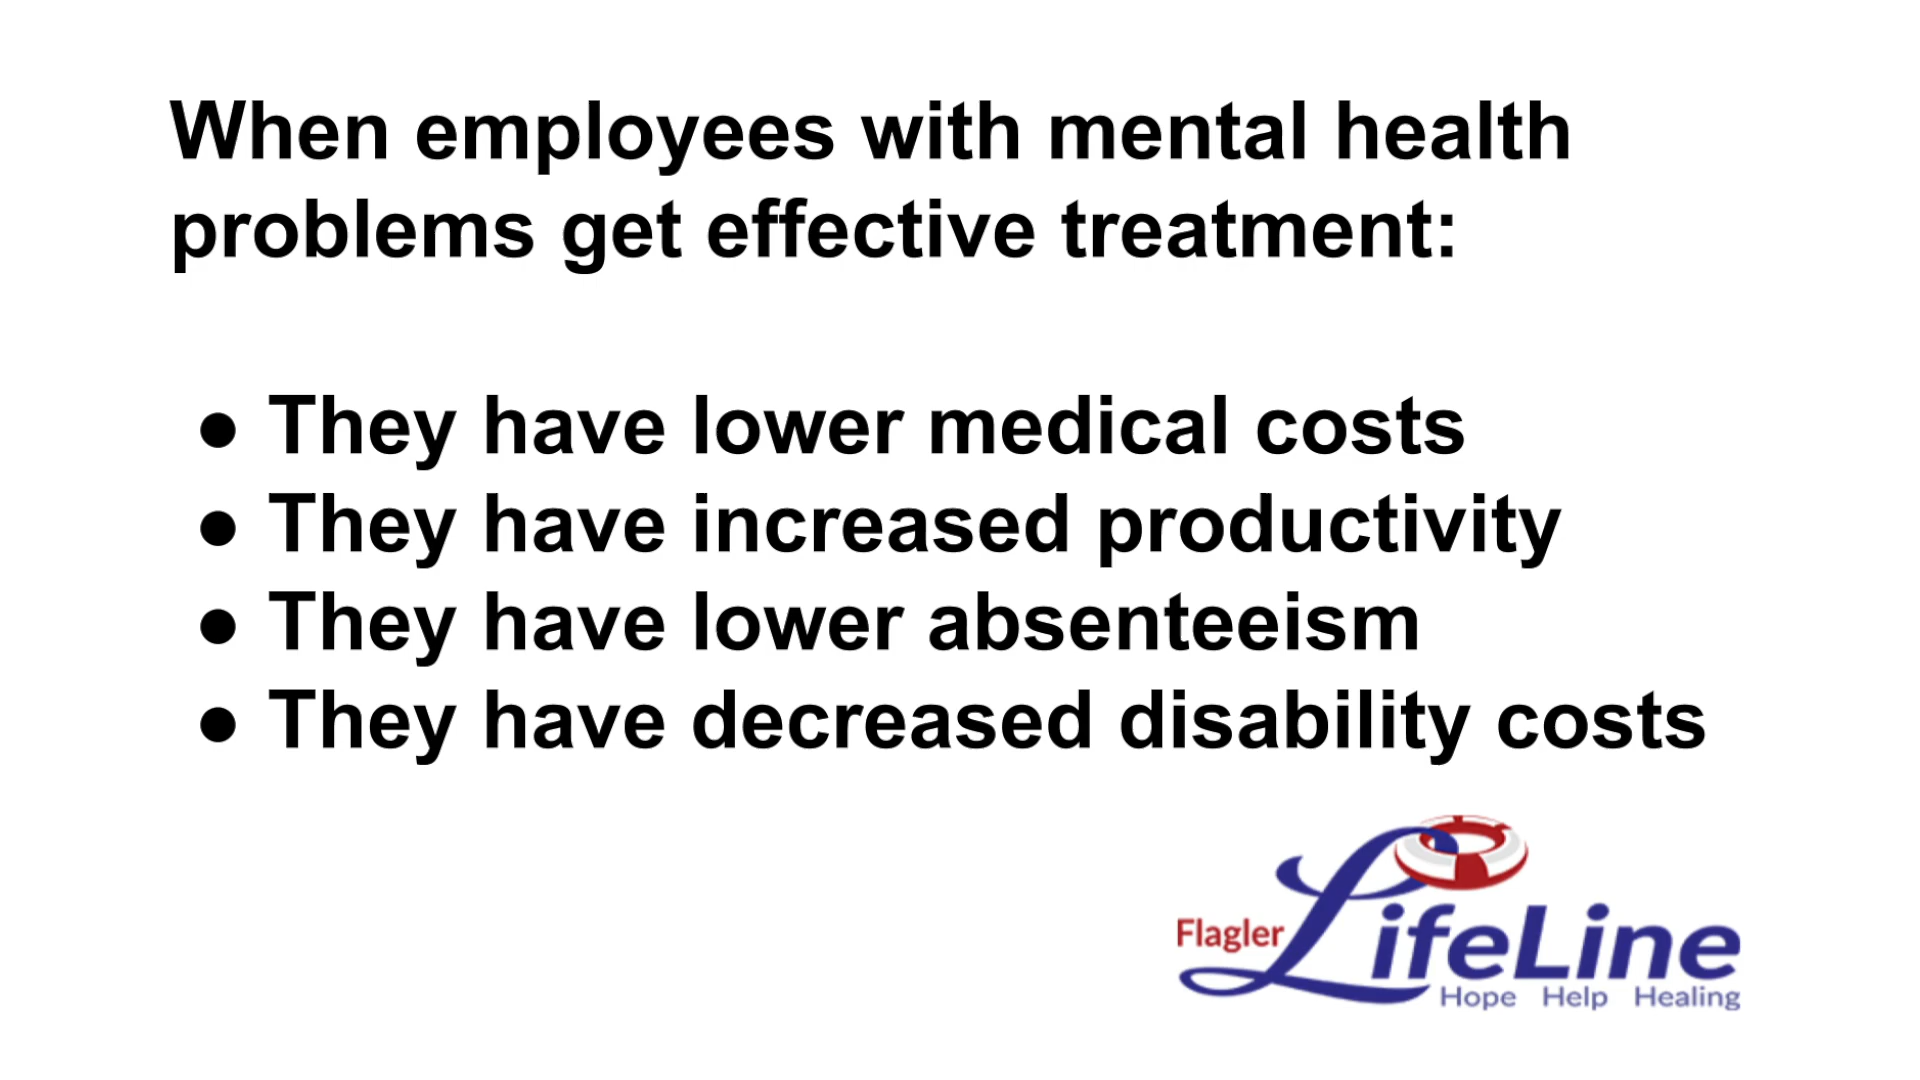 When employees with mental health
problems get effective treatment:
● They have lower medical costs
● They have increased productivity
● They have lower absenteeism
● They have decreased disability costs
Flagler LifeLine
Hope Help Healing